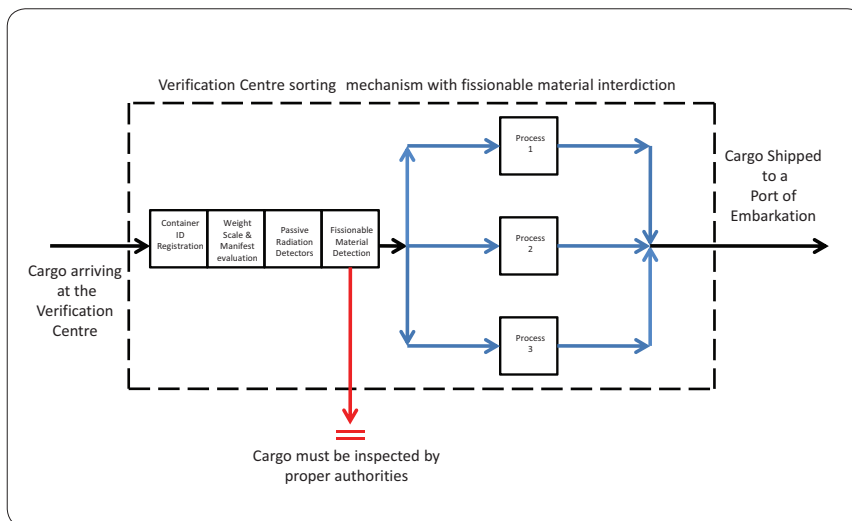 Verification Centre sorting mechanism with fissionable material interdiction
Process
1
Cargo Shipped
to a
Port of
Embarkation
Container
ID
Registration
Weight
Scale &
Manifest
evaluation
Passive
Radiation
Detectors
Fissionable
Material
Detection
Process
2
Cargo arriving
at the
Verification
Centre
Process
3
Cargo must be inspected by
proper authorities